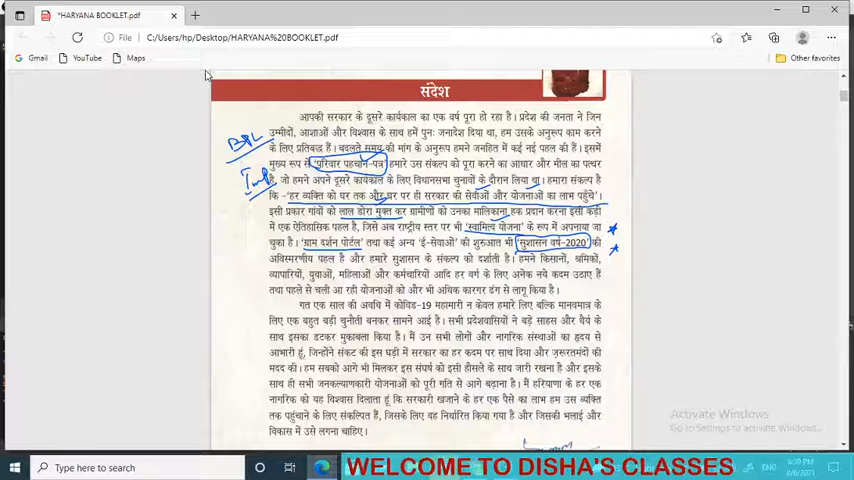 *HARYANA BOOKLET.pdf
File
C:/Users/hp/Desktop/HARYANA%20BOOKLET.pdf
Gmail YouTube Maps Other favorites
संदेश
आपकी सरकार के दूसरे कार्यकाल का एक वर्ष पूरा हो रहा है। प्रदेश की जनता ने जिन
उम्मीदों, आशाओं और विश्वास के साथ हमें पुनः जनादेश दिया था, हम उसके अनुरूप काम करने
BPL
के लिए प्रतिबद्ध हैं। बदलते समय की मांग के अनुरूप हमने जनहित में कई नई पहल की हैं। इसमें
मुख्य रूप से 'परिवार पहचान-पत्र' हमारे उस संकल्प को पूरा करने का आधार और मील का पत्थर
Imp
है, जो हमने अपने दूसरे कार्यकाल के लिए विधानसभा चुनावों के दौरान लिया था। हमारा संकल्प है
कि -'हर व्यक्ति को घर तक और घर पर ही सरकार की सेवाओं और योजनाओं का लाभ पहुँचे'।
इसी प्रकार गांवों को लाल डोरा मुक्त कर ग्रामीणों को उनका मालिकाना हक प्रदान करना इसी कड़ी
में एक ऐतिहासिक पहल है, जिसे अब राष्ट्रीय स्तर पर भी 'स्वामित्व योजना' के रूप में अपनाया जा
चुका है। 'ग्राम दर्शन पोर्टल' तथा कई अन्य 'ई-सेवाओं' की शुरुआत भी 'सुशासन वर्ष-2020' की
अविस्मरणीय पहल है और हमारे सुशासन के संकल्प को दर्शाती है। हमने किसानों, श्रमिकों,
व्यापारियों, युवाओं, महिलाओं और कर्मचारियों आदि हर वर्ग के लिए अनेक नये कदम उठाए हैं
तथा पहले से चली आ रही योजनाओं को और भी अधिक कारगर ढंग से लागू किया है।
गत एक साल की अवधि में कोविड-19 महामारी न केवल हमारे लिए बल्कि मानवमात्र के
लिए एक बहुत बड़ी चुनौती बनकर सामने आई है। सभी प्रदेशवासियों ने बड़े साहस और धैर्य के
साथ इसका डटकर मुकाबला किया है। मैं उन सभी लोगों और नागरिक संस्थाओं का हृदय से
आभारी हूं, जिन्होंने संकट की इस घड़ी में सरकार का हर कदम पर साथ दिया और ज़रूरतमंदों की
मदद की। हम सबको आगे भी मिलकर इस संघर्ष को इसी हौसले के साथ जारी रखना है और इसके
साथ ही सभी जनकल्याणकारी योजनाओं को पूरी गति से आगे बढ़ाना है। मैं हरियाणा के हर एक
नागरिक को यह विश्वास दिलाता हूं कि सरकारी खजाने के हर एक पैसे का लाभ हम उस व्यक्ति
तक पहुंचाने के लिए संकल्पित हैं, जिसके लिए वह निर्धारित किया गया है और जिसकी भलाई और
विकास में उसे लगना चाहिए।
Activate Windows
Go to Settings to activate Windows.
Type here to search
ENG
8/6/2021
WELCOME TO DISHA'S CLASSES